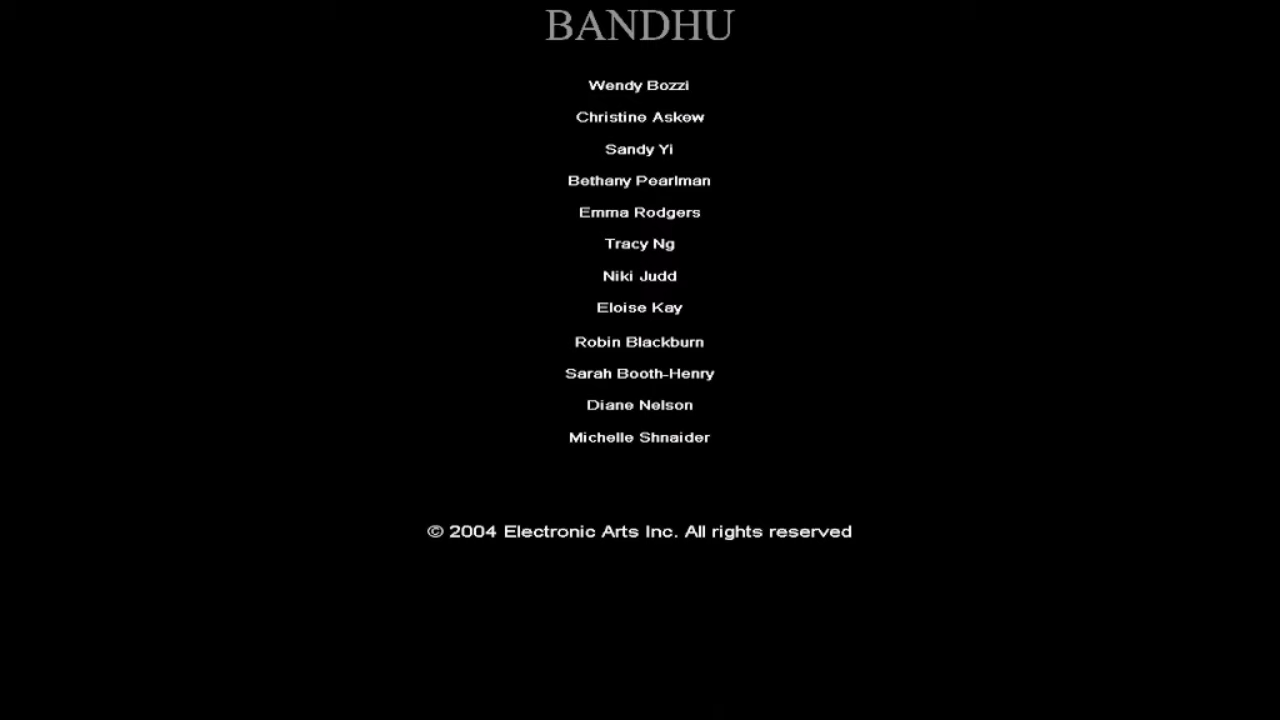 BANDHU
Wendy Bozzi
Christine Askew
Sandy Yi
Bethany Pearlman
Emma Rodgers
Tracy Ng
Niki Judd
Eloise Kay
Robin Blackburn
Sarah Booth-Henry
Diane Nelson
Michelle Shnaider
© 2004 Electronic Arts Inc. All rights reserved